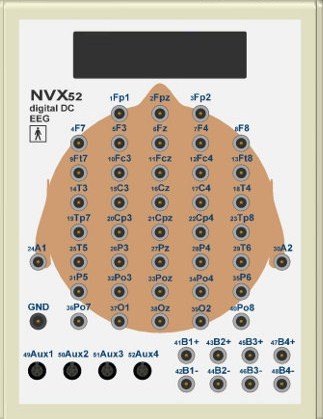 NVX52
digital DC
EEG
1Fp1 2Fpz 3Fp2
4F7 5F3 6Fz 7F4 8F8
9Ft7 10Fc3 11Fcz 12Fc4 13Ft8
14T3 15C3 16Cz 17C4 18T4
19Tp7 20Cp3 21Cpz 22Cp4 23Tp8
24A1 25T5 26P3 27Pz 28P4 29T6 30A2
31P5 32Po3 33Poz 34Po4 35P6
GND 36Po7 37O1 38Oz 39O2 40Po8
41B1+ 43B2+ 45B3+ 47B4+
49Aux1 50Aux2 51Aux3 52Aux4
42B1- 44B2- 46B3- 48B4-